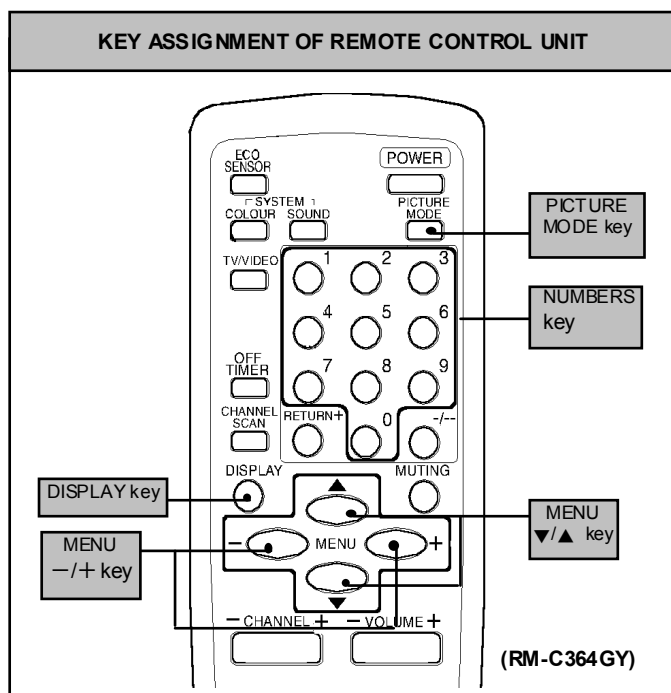 KEY ASSIGNMENT OF REMOTE CONTROL UNIT
ECO
SENSOR
POWER
SYSTEM
COLOUR SOUND
PICTURE
MODE
PICTURE
MODE key
TV/VIDEO
1 2 3
NUMBERS
key
4 5 6
OFF
TIMER
7 8 9
CHANNEL
SCAN
RETURN+ 0 -/--
DISPLAY
MUTING
DISPLAY key
▲
MENU
▼/▲ key
MENU
−/+ key
− MENU +
▼
− CHANNEL + − VOLUME +
(RM-C364GY)